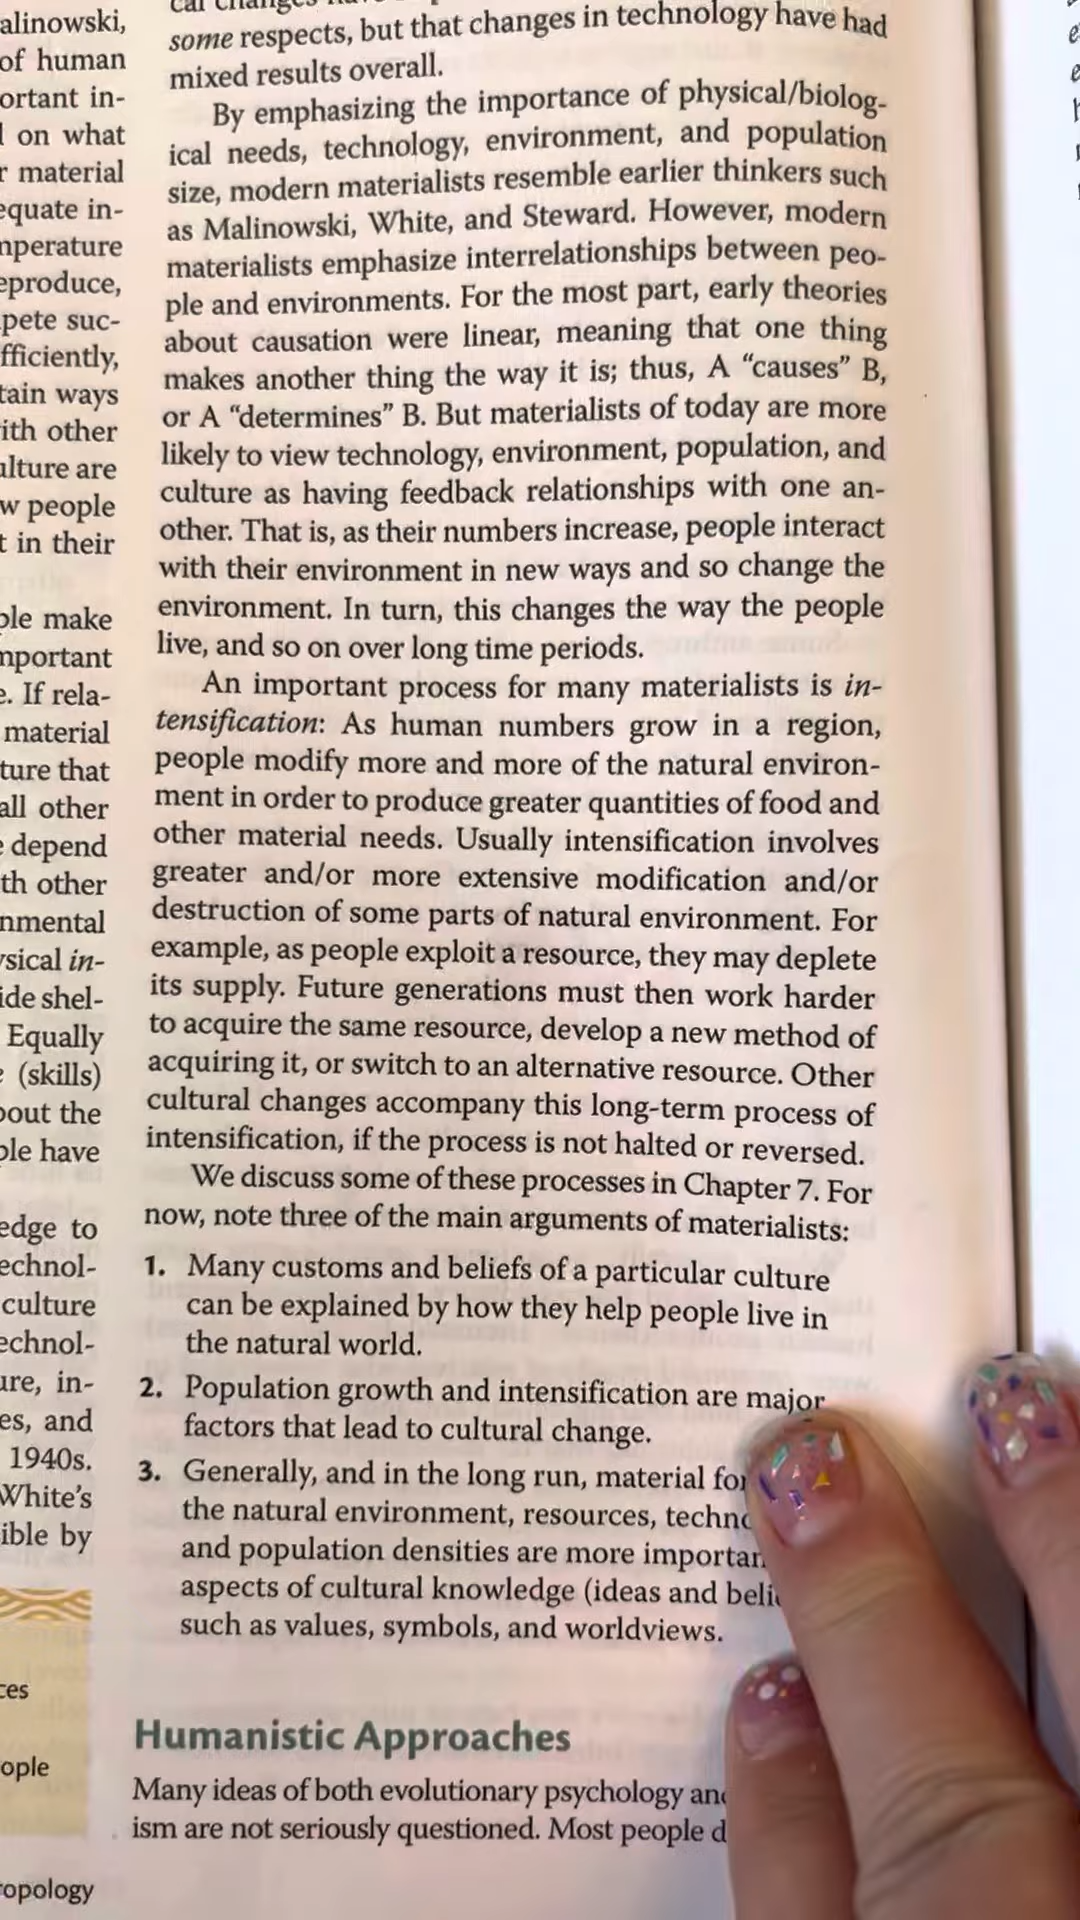 alinowski,
of human
ortant in-
on what
material
equate in-
mperature
eproduce,
pete suc-
fficiently,
tain ways
ith other
ulture are
w people
t in their
ple make
mportant
e. If rela-
material
ture that
all other
depend
th other
nmental
ysical in-
ide shel-
Equally
(skills)
bout the
ple have
edge to
echnol-
culture
echnol-
ure, in-
es, and
1940s.
White's
ible by
ces
ople
ropology
some respects, but that changes in technology have had
mixed results overall.
By emphasizing the importance of physical/biolog-
ical needs, technology, environment, and population
size, modern materialists resemble earlier thinkers such
as Malinowski, White, and Steward. However, modern
materialists emphasize interrelationships between peo-
ple and environments. For the most part, early theories
about causation were linear, meaning that one thing
makes another thing the way it is; thus, A “causes” B,
or A “determines” B. But materialists of today are more
likely to view technology, environment, population, and
culture as having feedback relationships with one an-
other. That is, as their numbers increase, people interact
with their environment in new ways and so change the
environment. In turn, this changes the way the people
live, and so on over long time periods.
An important process for many materialists is in-
tensification: As human numbers grow in a region,
people modify more and more of the natural environ-
ment in order to produce greater quantities of food and
other material needs. Usually intensification involves
greater and/or more extensive modification and/or
destruction of some parts of natural environment. For
example, as people exploit a resource, they may deplete
its supply. Future generations must then work harder
to acquire the same resource, develop a new method of
acquiring it, or switch to an alternative resource. Other
cultural changes accompany this long-term process of
intensification, if the process is not halted or reversed.
We discuss some of these processes in Chapter 7. For
now, note three of the main arguments of materialists:
1. Many customs and beliefs of a particular culture
can be explained by how they help people live in
the natural world.
2. Population growth and intensification are major
factors that lead to cultural change.
3. Generally, and in the long run, material for
the natural environment, resources, techno
and population densities are more importan
aspects of cultural knowledge (ideas and beli
such as values, symbols, and worldviews.
Humanistic Approaches
Many ideas of both evolutionary psychology an
ism are not seriously questioned. Most people d